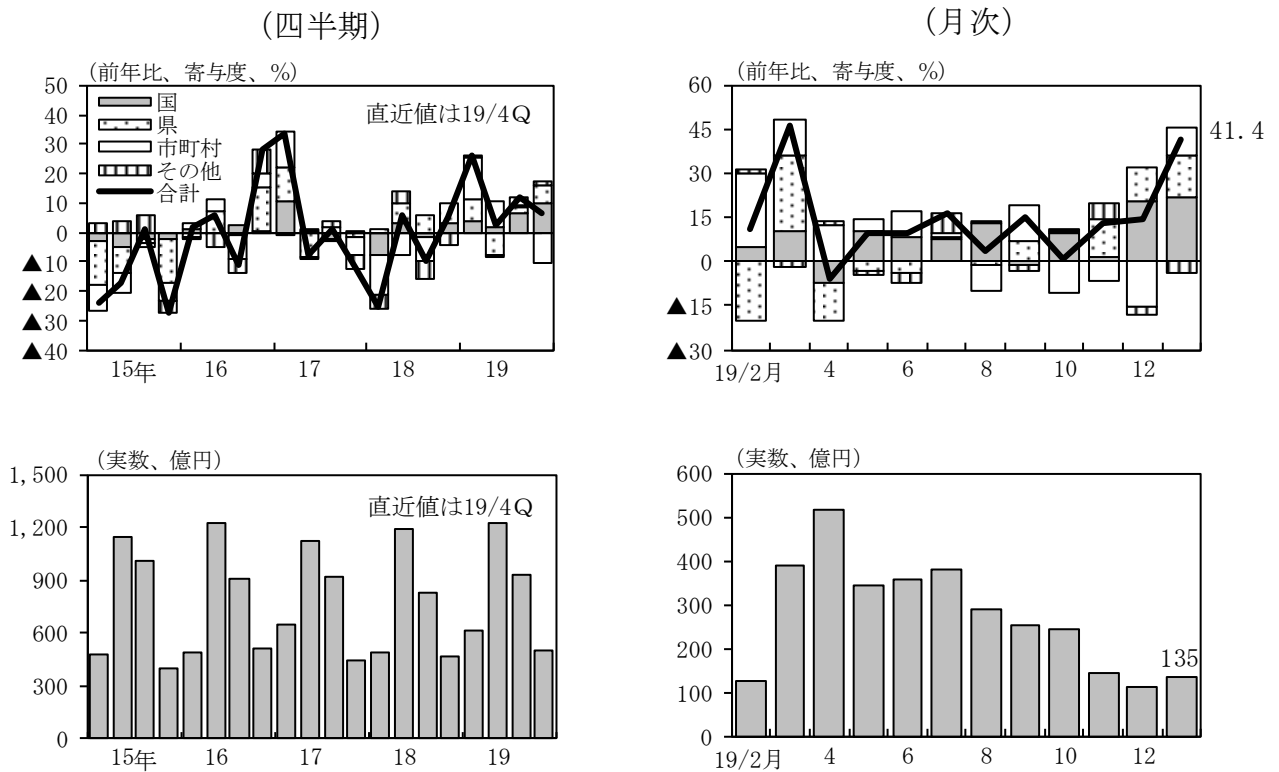 (四半期)
(前年比、寄与度、%)
50
40
30
20
10
0
▲ 10
▲ 20
▲ 30
▲ 40
国
県
市町村
その他
合計
直近値は19/4Q
15年 16 17 18 19
(月次)
(前年比、寄与度、%)
60
45
30
15
0
▲ 15
▲ 30
41.4
19/2月 4 6 8 10 12
(実数、億円)
1,500
1,200
900
600
300
0
直近値は19/4Q
15年 16 17 18 19
(実数、億円)
600
500
400
300
200
100
0
135
19/2月 4 6 8 10 12